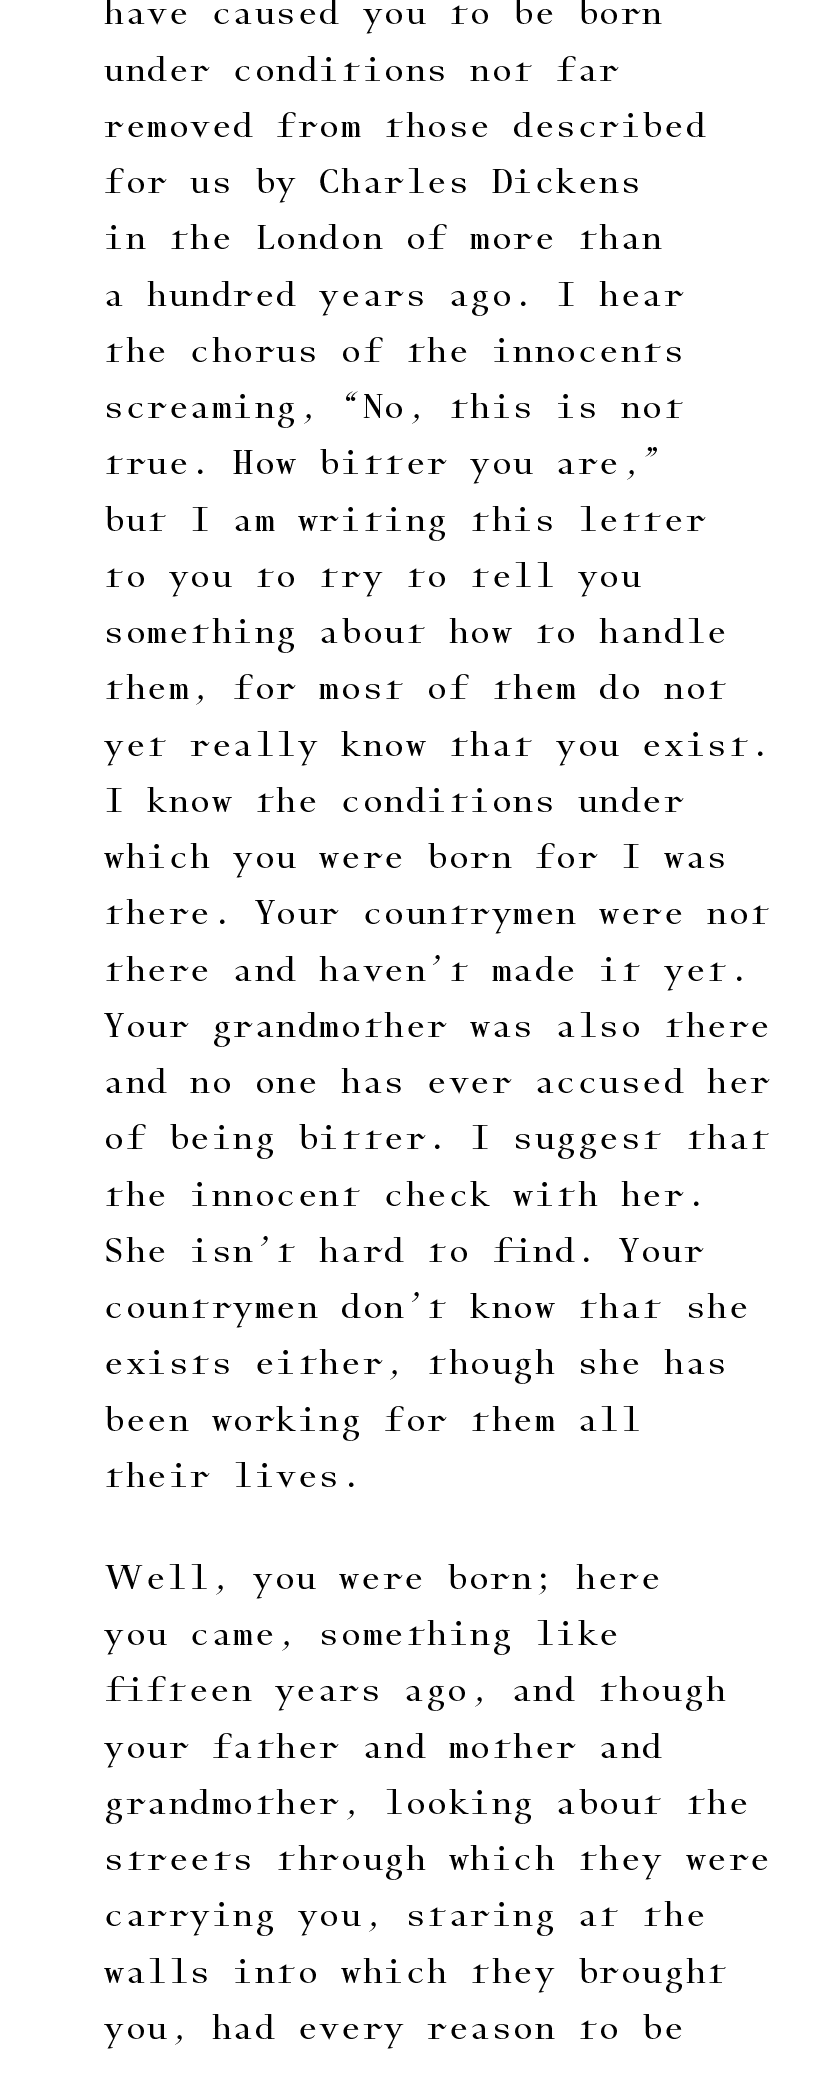 have caused you to be born
under conditions not far
removed from those described
for us by Charles Dickens
in the London of more than
a hundred years ago. I hear
the chorus of the innocents
screaming, “No, this is not
true. How bitter you are,”
but I am writing this letter
to you to try to tell you
something about how to handle
them, for most of them do not
yet really know that you exist.
I know the conditions under
which you were born for I was
there. Your countrymen were not
there and haven’t made it yet.
Your grandmother was also there
and no one has ever accused her
of being bitter. I suggest that
the innocent check with her.
She isn’t hard to find. Your
countrymen don’t know that she
exists either, though she has
been working for them all
their lives.
Well, you were born; here
you came, something like
fifteen years ago, and though
your father and mother and
grandmother, looking about the
streets through which they were
carrying you, staring at the
walls into which they brought
you, had every reason to be